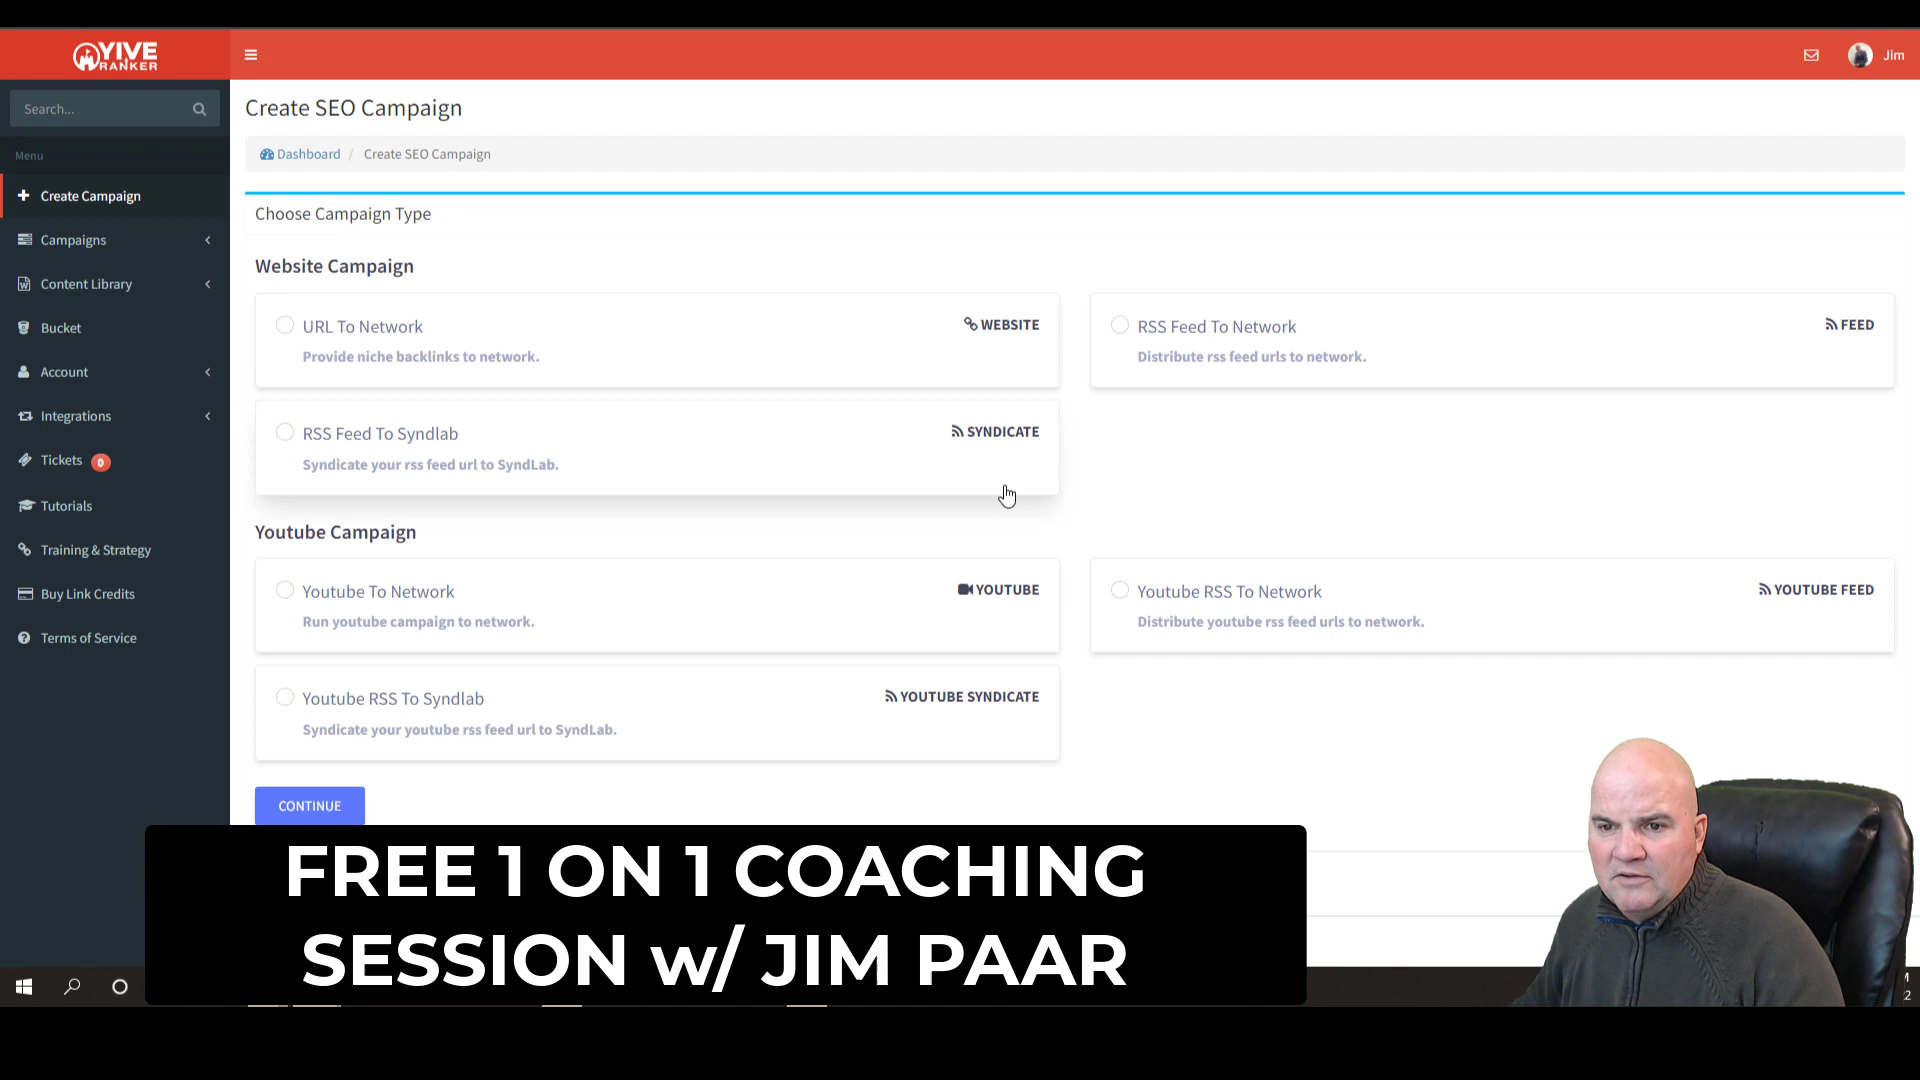 YIVE
RANKER
Jim
Search...
Create SEO Campaign
Dashboard / Create SEO Campaign
Menu
Create Campaign
Campaigns
Content Library
Bucket
Account
Integrations
Tickets 0
Tutorials
Training & Strategy
Buy Link Credits
Terms of Service
Choose Campaign Type
Website Campaign
URL To Network
WEBSITE
Provide niche backlinks to network.
RSS Feed To Network
FEED
Distribute rss feed urls to network.
RSS Feed To Syndlab
SYNDICATE
Syndicate your rss feed url to SyndLab.
Youtube Campaign
Youtube To Network
YOUTUBE
Run youtube campaign to network.
Youtube RSS To Network
YOUTUBE FEED
Distribute youtube rss feed urls to network.
Youtube RSS To Syndlab
YOUTUBE SYNDICATE
Syndicate your youtube rss feed url to SyndLab.
CONTINUE
FREE 1 ON 1 COACHING
SESSION w/ JIM PAAR